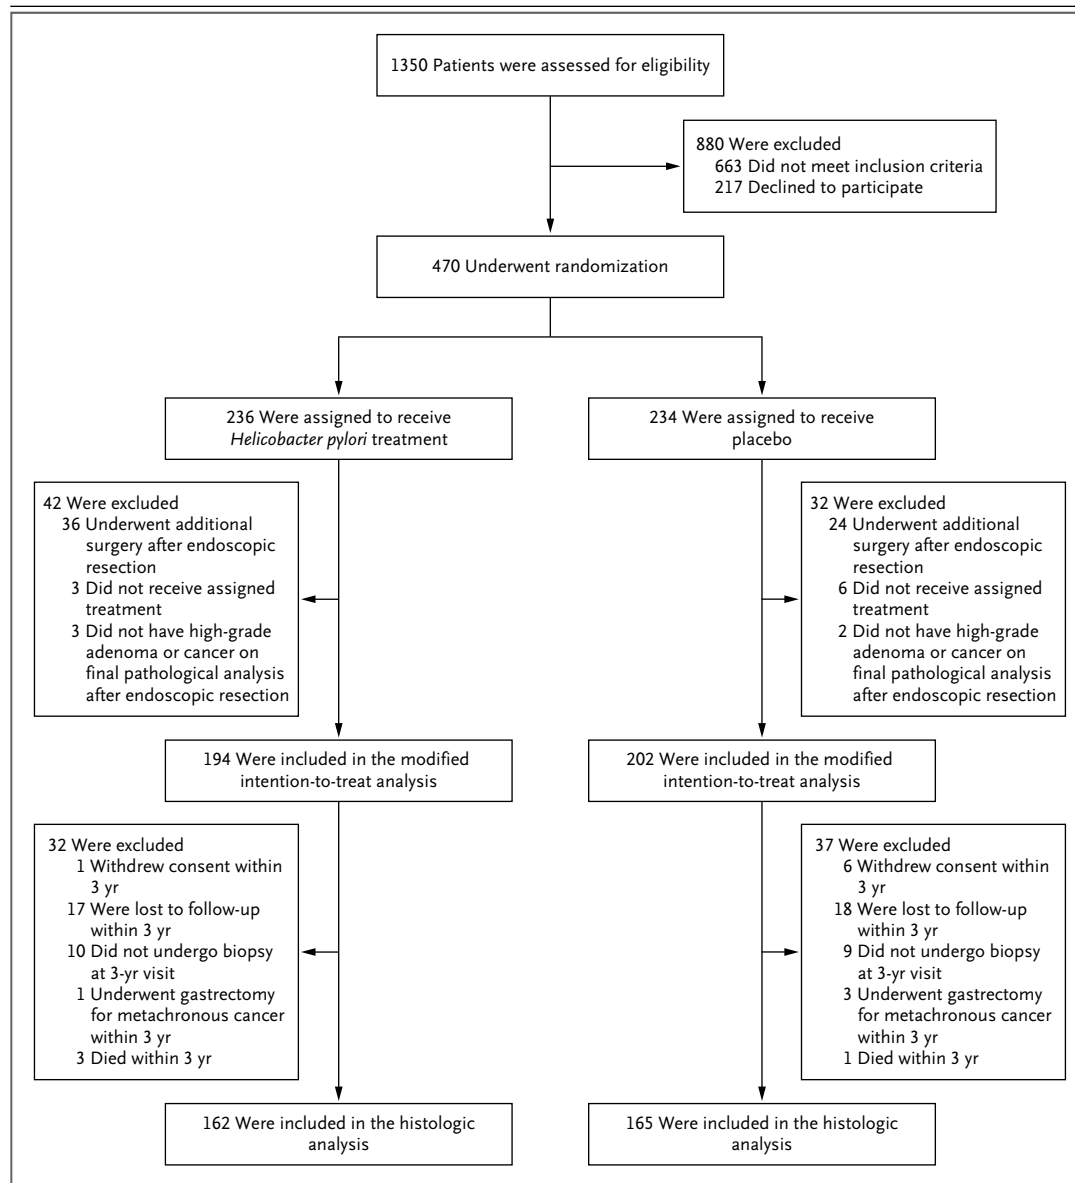 1350 Patients were assessed for eligibility
880 Were excluded
663 Did not meet inclusion criteria
217 Declined to participate
470 Underwent randomization
236 Were assigned to receive
Helicobacter pylori treatment
234 Were assigned to receive
placebo
42 Were excluded
36 Underwent additional
surgery after endoscopic
resection
3 Did not receive assigned
treatment
3 Did not have high-grade
adenoma or cancer on
final pathological analysis
after endoscopic resection
32 Were excluded
24 Underwent additional
surgery after endoscopic
resection
6 Did not receive assigned
treatment
2 Did not have high-grade
adenoma or cancer on
final pathological analysis
after endoscopic resection
194 Were included in the modified
intention-to-treat analysis
202 Were included in the modified
intention-to-treat analysis
32 Were excluded
1 Withdrew consent within
3 yr
17 Were lost to follow-up
within 3 yr
10 Did not undergo biopsy
at 3-yr visit
1 Underwent gastrectomy
for metachronous cancer
within 3 yr
3 Died within 3 yr
37 Were excluded
6 Withdrew consent within
3 yr
18 Were lost to follow-up
within 3 yr
9 Did not undergo biopsy
at 3-yr visit
3 Underwent gastrectomy
for metachronous cancer
within 3 yr
1 Died within 3 yr
162 Were included in the histologic
analysis
165 Were included in the histologic
analysis